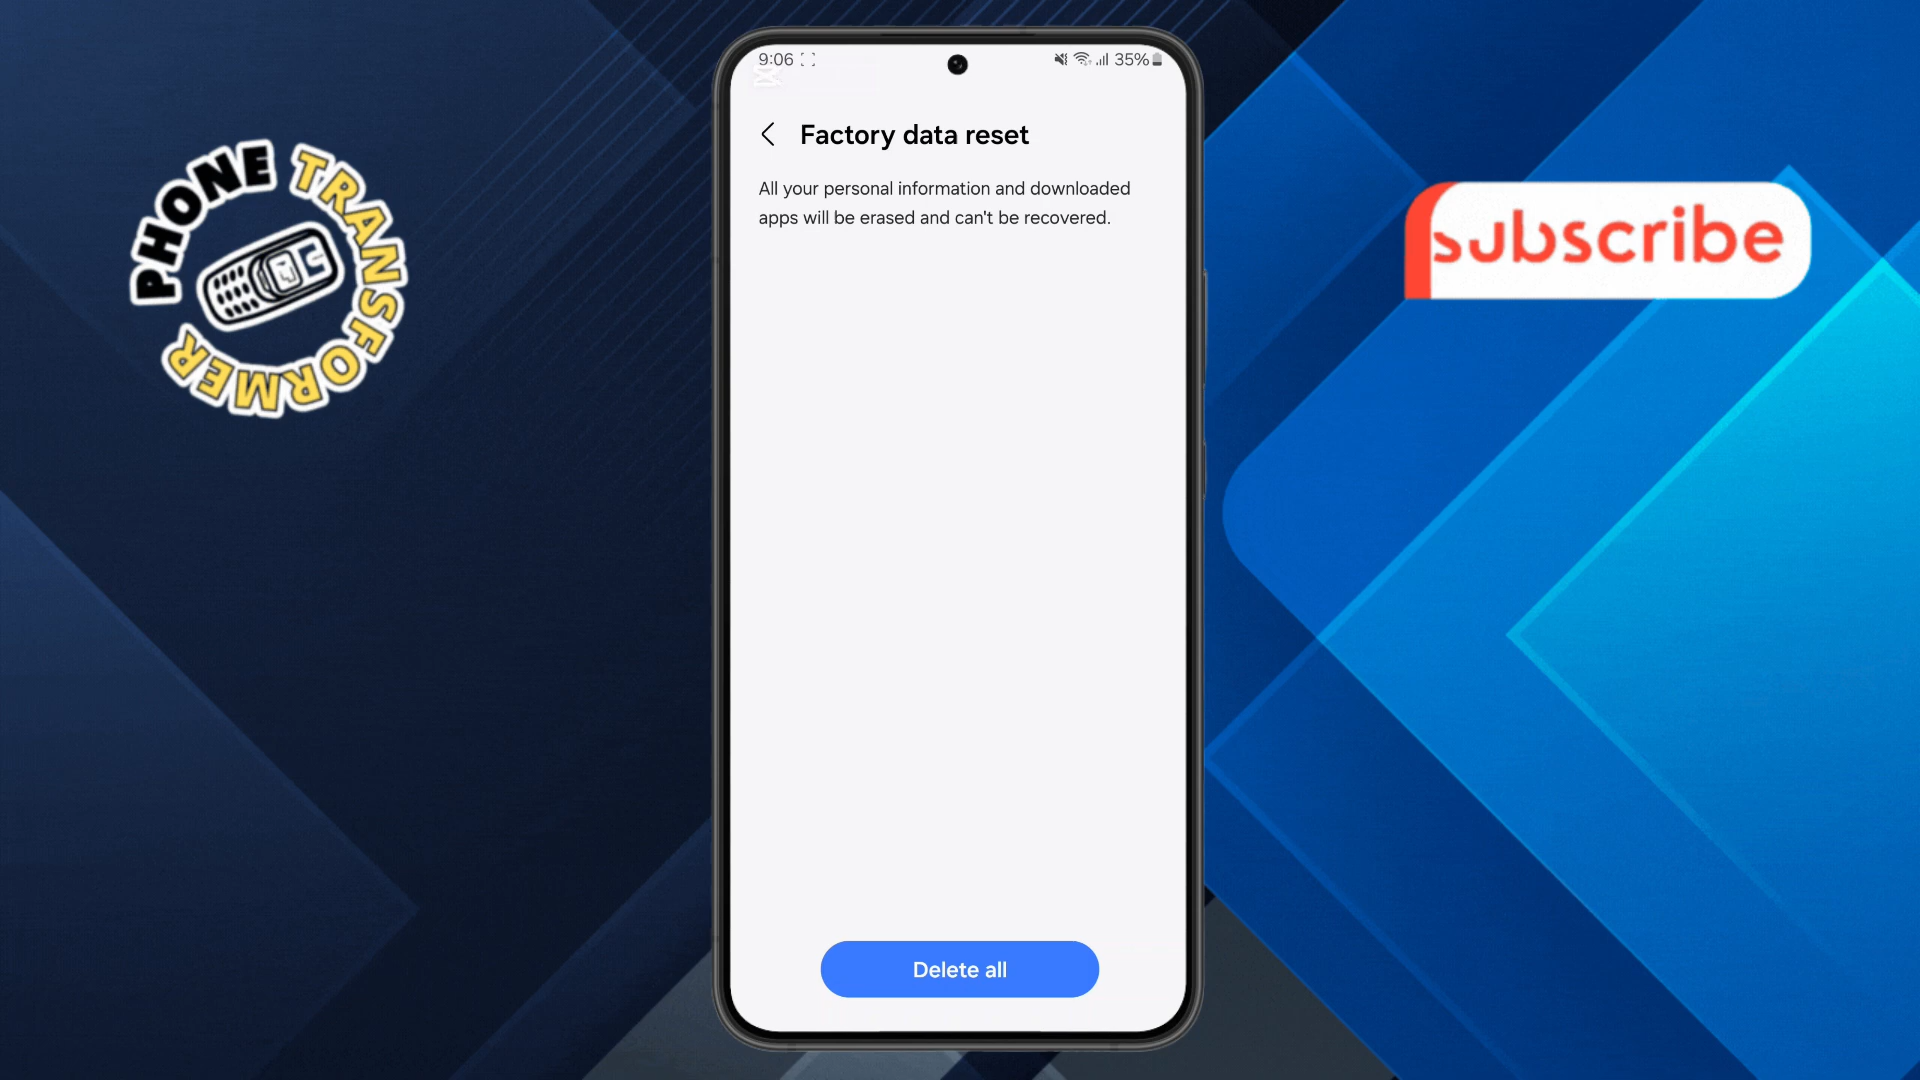 PHONE TRANSFORMER
9:06
35%
Factory data reset
All your personal information and downloaded
apps will be erased and can't be recovered.
Delete all
subscribe